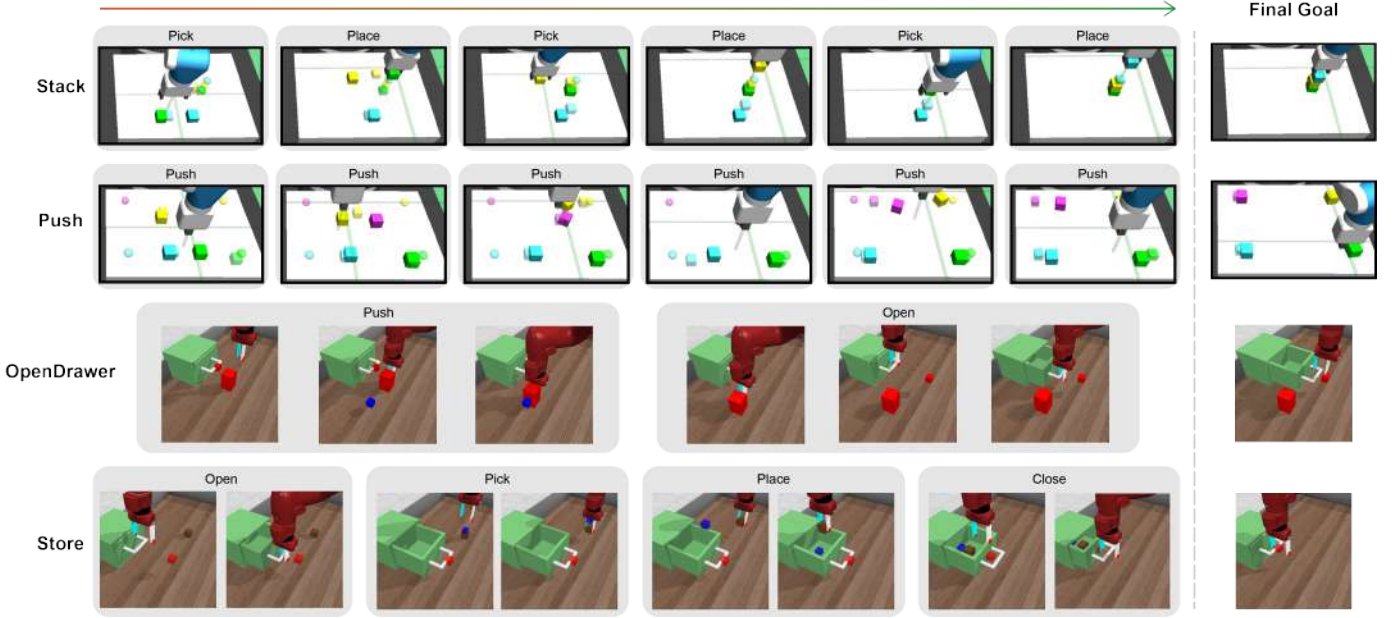 Final Goal
Pick Place Pick Place Pick Place
Stack
Push Push Push Push Push Push
Push
Push Open
OpenDrawer
Open Pick Place Close
Store